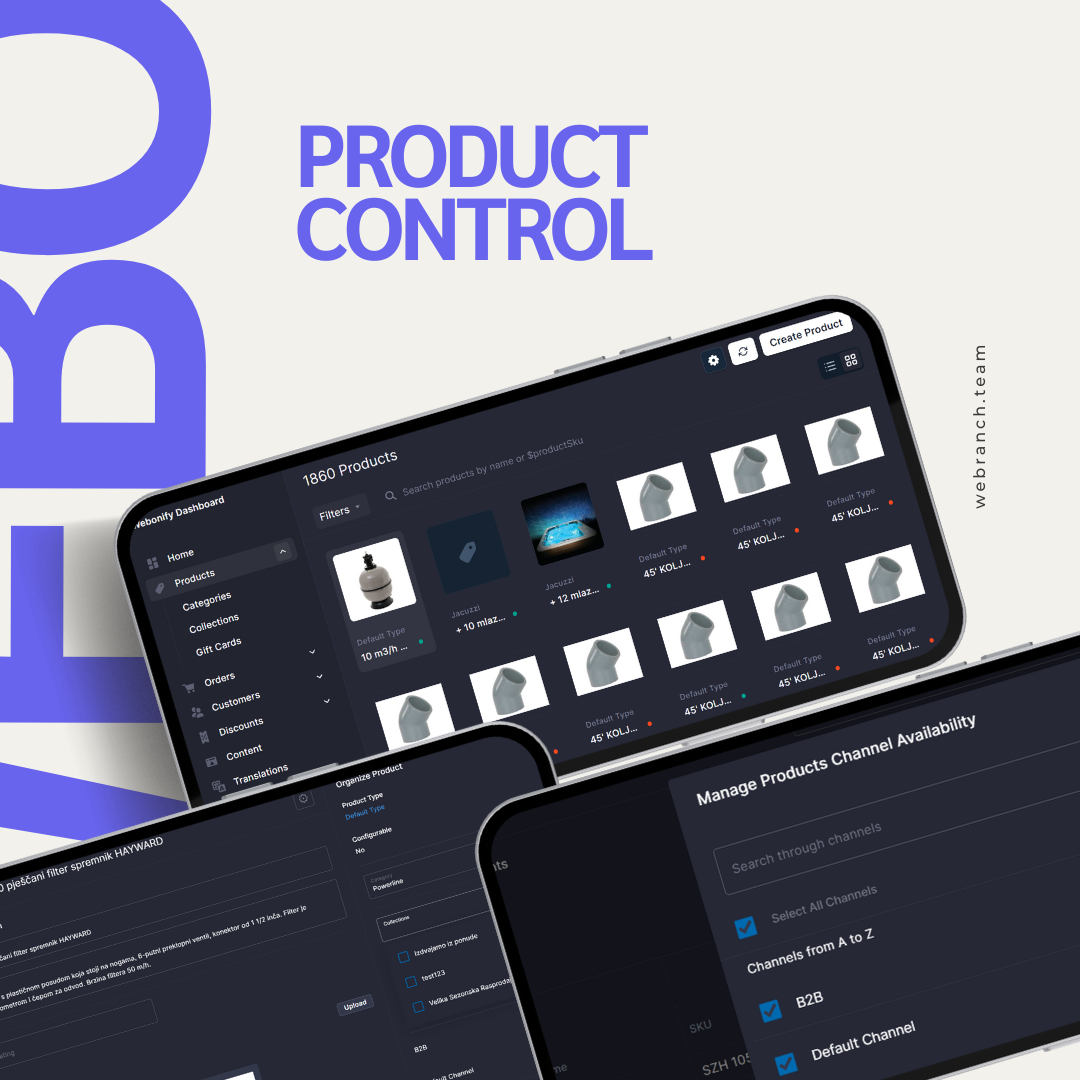 PRODUCT
CONTROL
webranch.team
Create Product
1860 Products
Filters
Search products by name or $productSku
Webonify Dashboard
Home
Products
Categories
Collections
Gift Cards
Orders
Customers
Discounts
Content
Translations
Default Type
10 m3/h ...
Jacuzzi
+ 10 mlaz...
Jacuzzi
+ 12 mlaz...
Default Type
45' KOLJ...
Default Type
45' KOLJ...
Default Type
45' KOLJ...
Default Type
45' KOLJ...
Default Type
45' KOLJ...
Default Type
45' KOLJ...
Default Type
45' KOLJ...
pješčani filter spremnik HAYWARD
filter spremnik HAYWARD
s plastičnom posudom koja stoji na nogama, 6-putni preklopni ventil, konektor od 1 1/2 inča. Filter je
i čepom za odvod. Brzina filtera 50 m/h.
Upload
Organize Product
Product Type
Default Type
Configurable
No
Category
Powerline
Collections
Izdvajamo iz ponude
test123
Velika Sezonska
B2B
Channel
Manage Products Channel Availability
Search through channels
Select All Channels
Channels from A to Z
B2B
Default Channel
SKU
SZH 105